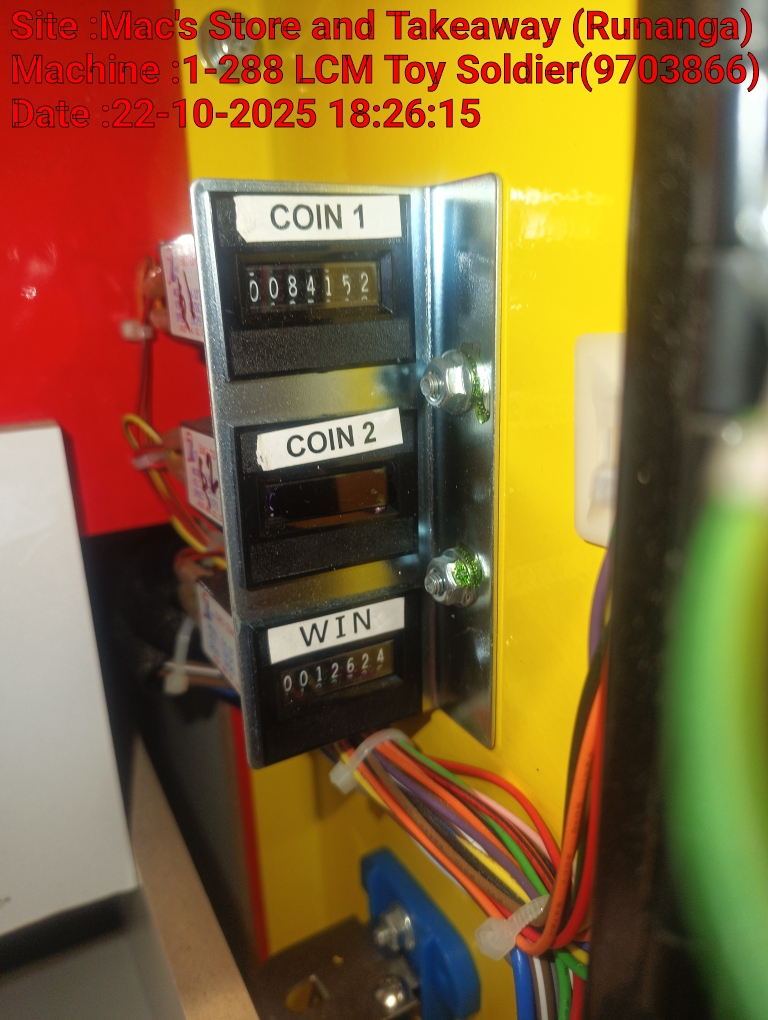 Site :Mac's Store and Takeaway (Runanga)
Machine :1-288 LCM Toy Soldier(9703866)
Date :22-10-2025 18:26:15
COIN 1
0084152
COIN 2
WIN
0012624